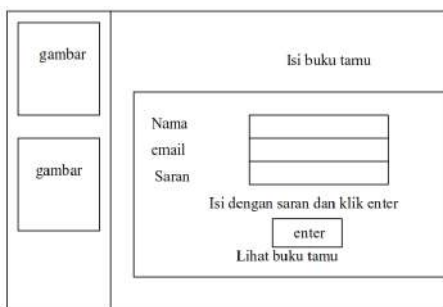 gambar
gambar
Isi buku tamu
Nama
email
Saran
Isi dengan saran dan klik enter
enter
Lihat buku tamu